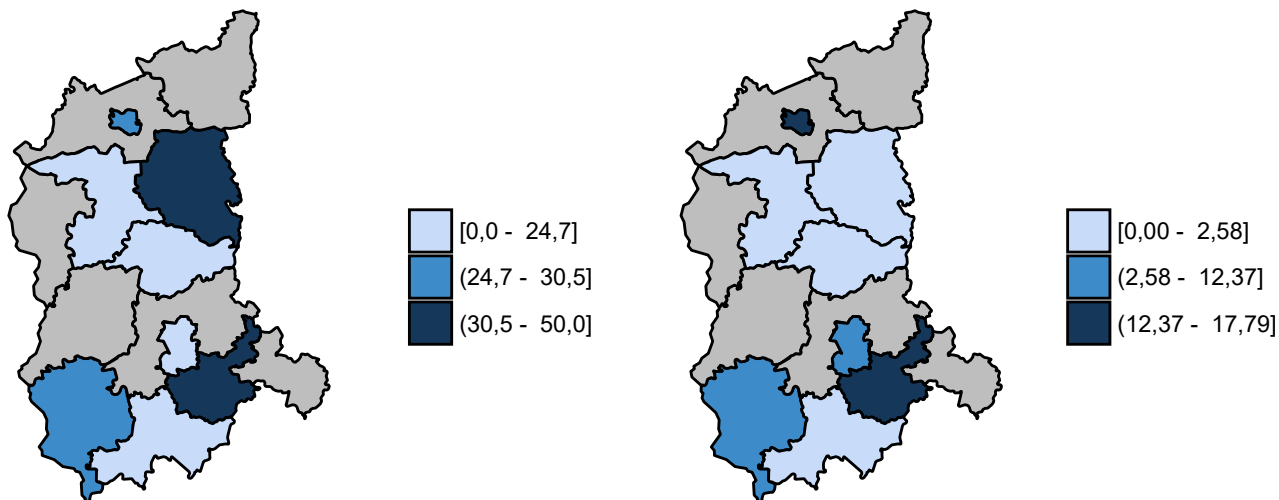 [0,0 -  24,7]
(24,7 -  30,5]
(30,5 -  50,0]
[0,00 -  2,58]
(2,58 -  12,37]
(12,37 -  17,79]